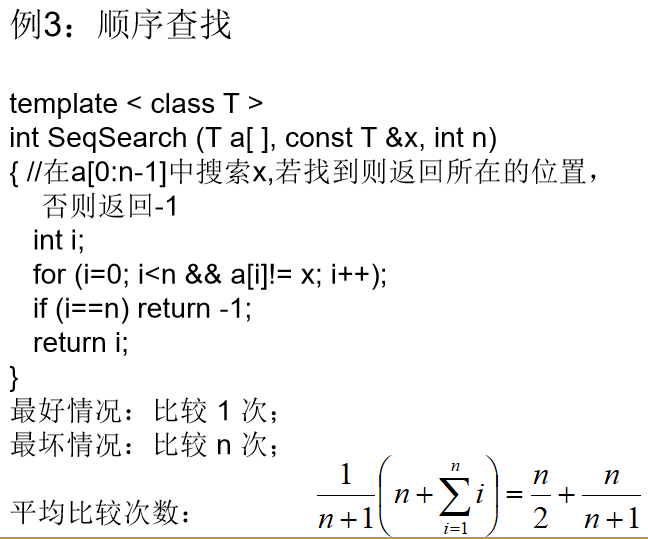 例3：顺序查找
template < class T >
int SeqSearch (T a[ ], const T &x, int n)
{ //在a[0:n-1]中搜索x,若找到则返回所在的位置，
否则返回-1
int i;
for (i=0; i<n && a[i]!= x; i++);
if (i==n) return -1;
return i;
}
最好情况：比较 1 次；
最坏情况：比较 n 次；
平均比较次数： \frac{1}{n+1}\left(n+\sum_{i=1}^{n} i\right)=\frac{n}{2}+\frac{n}{n+1}